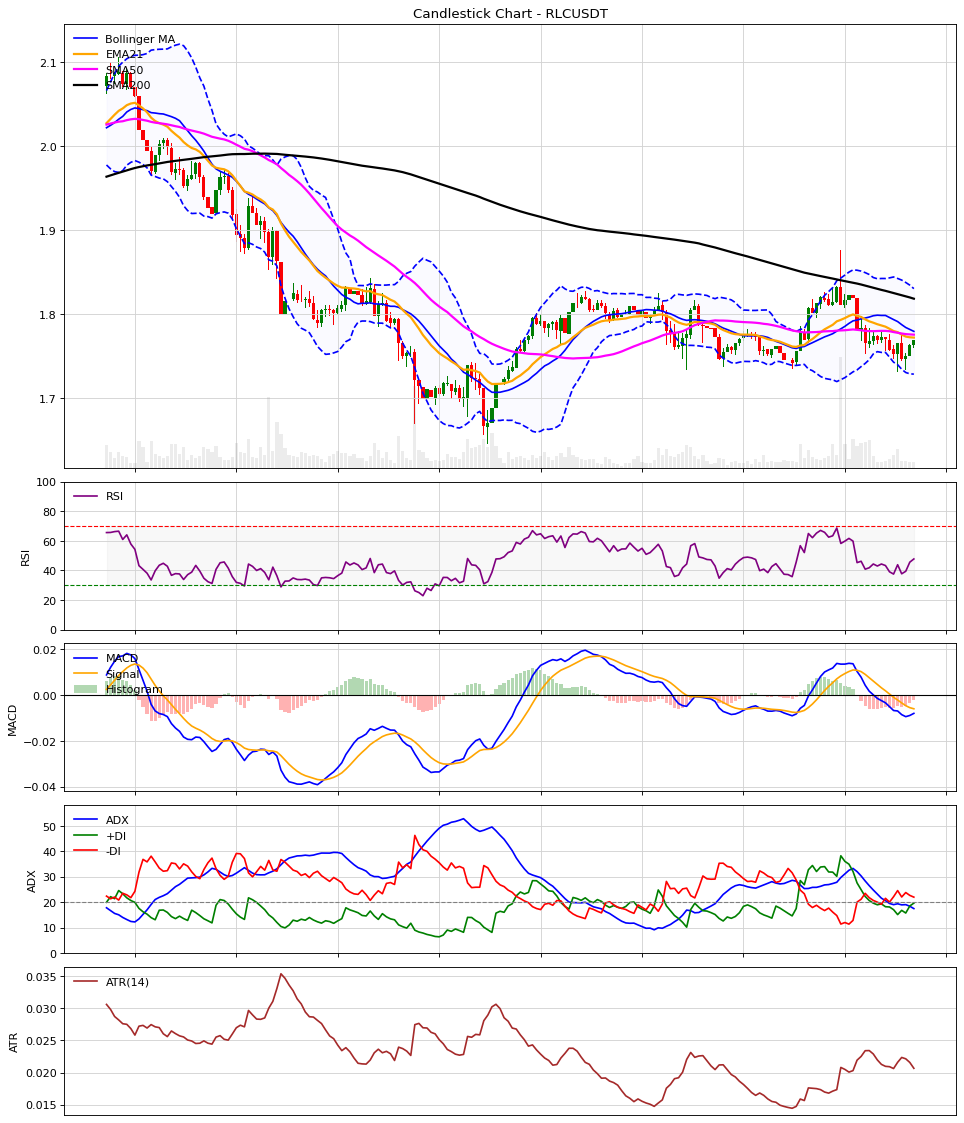 Candlestick Chart - RLCUSDT
Bollinger MA
EMA21
SMA50
SMA200
2.1
2.0
1.9
1.8
1.7
RSI
100
80
60
40
20
0
RSI
MACD
Signal
Histogram
0.02
0.00
−0.02
−0.04
MACD
ADX
+DI
-DI
50
40
30
20
10
0
ADX
ATR(14)
0.035
0.030
0.025
0.020
0.015
ATR